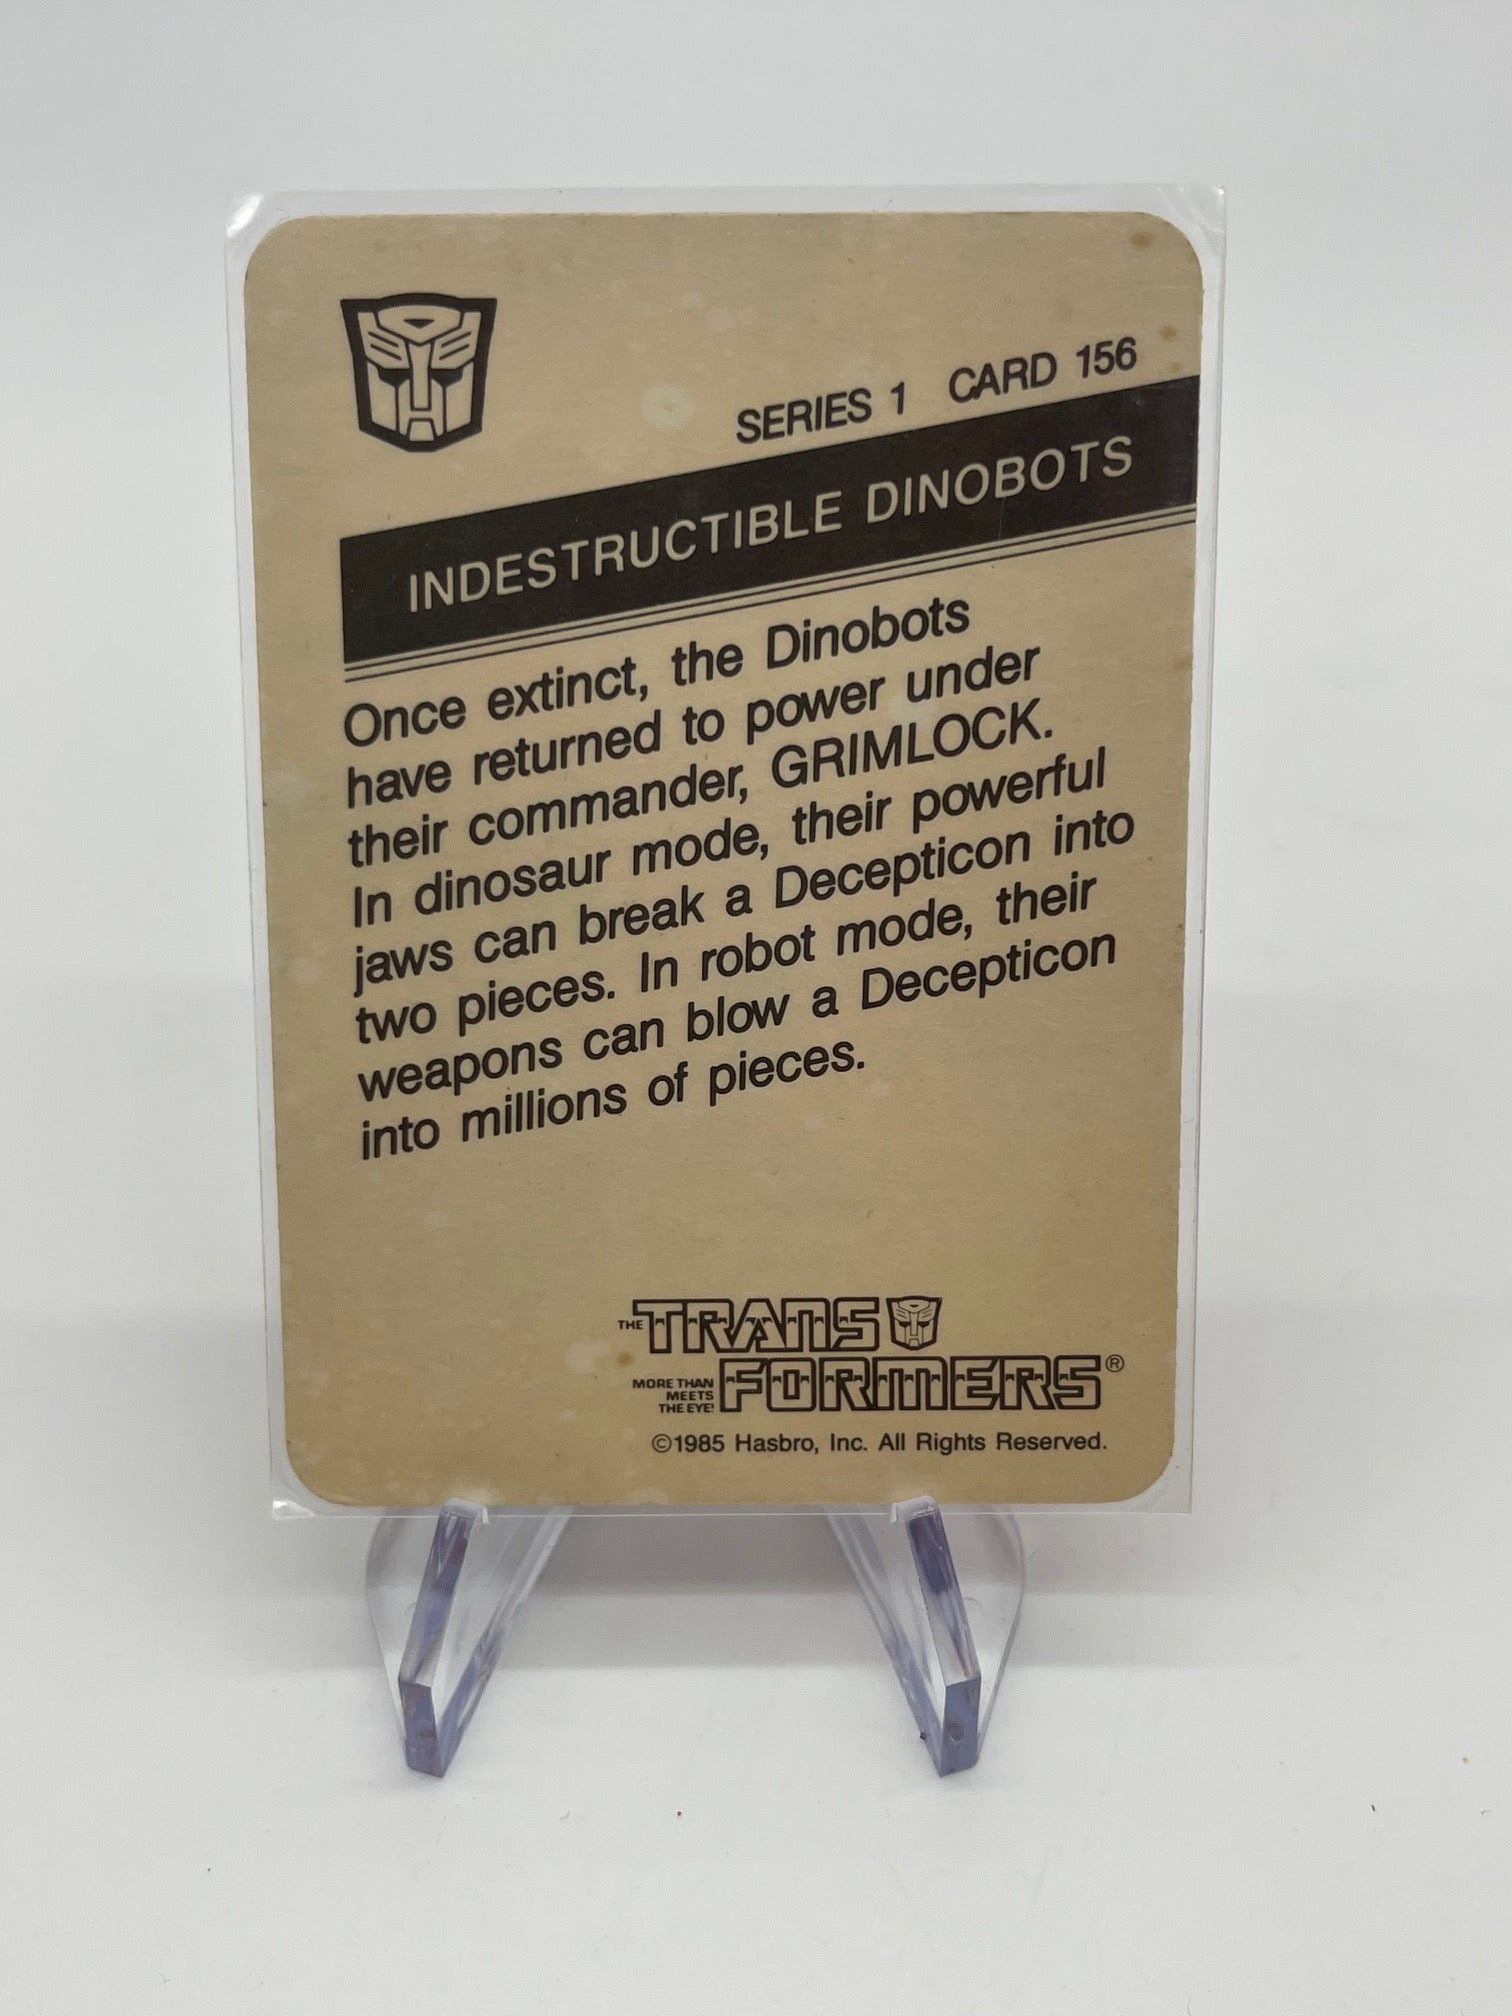 SERIES 1 CARD 156
INDESTRUCTIBLE DINOBOTS
Once extinct, the Dinobots
have returned to power under
their commander, GRIMLOCK.
In dinosaur mode, their powerful
jaws can break a Decepticon into
two pieces. In robot mode, their
weapons can blow a Decepticon
into millions of pieces.
THE TRANS
FORMERS®
MORE THAN
MEETS
THE EYE!
©1985 Hasbro, Inc. All Rights Reserved.